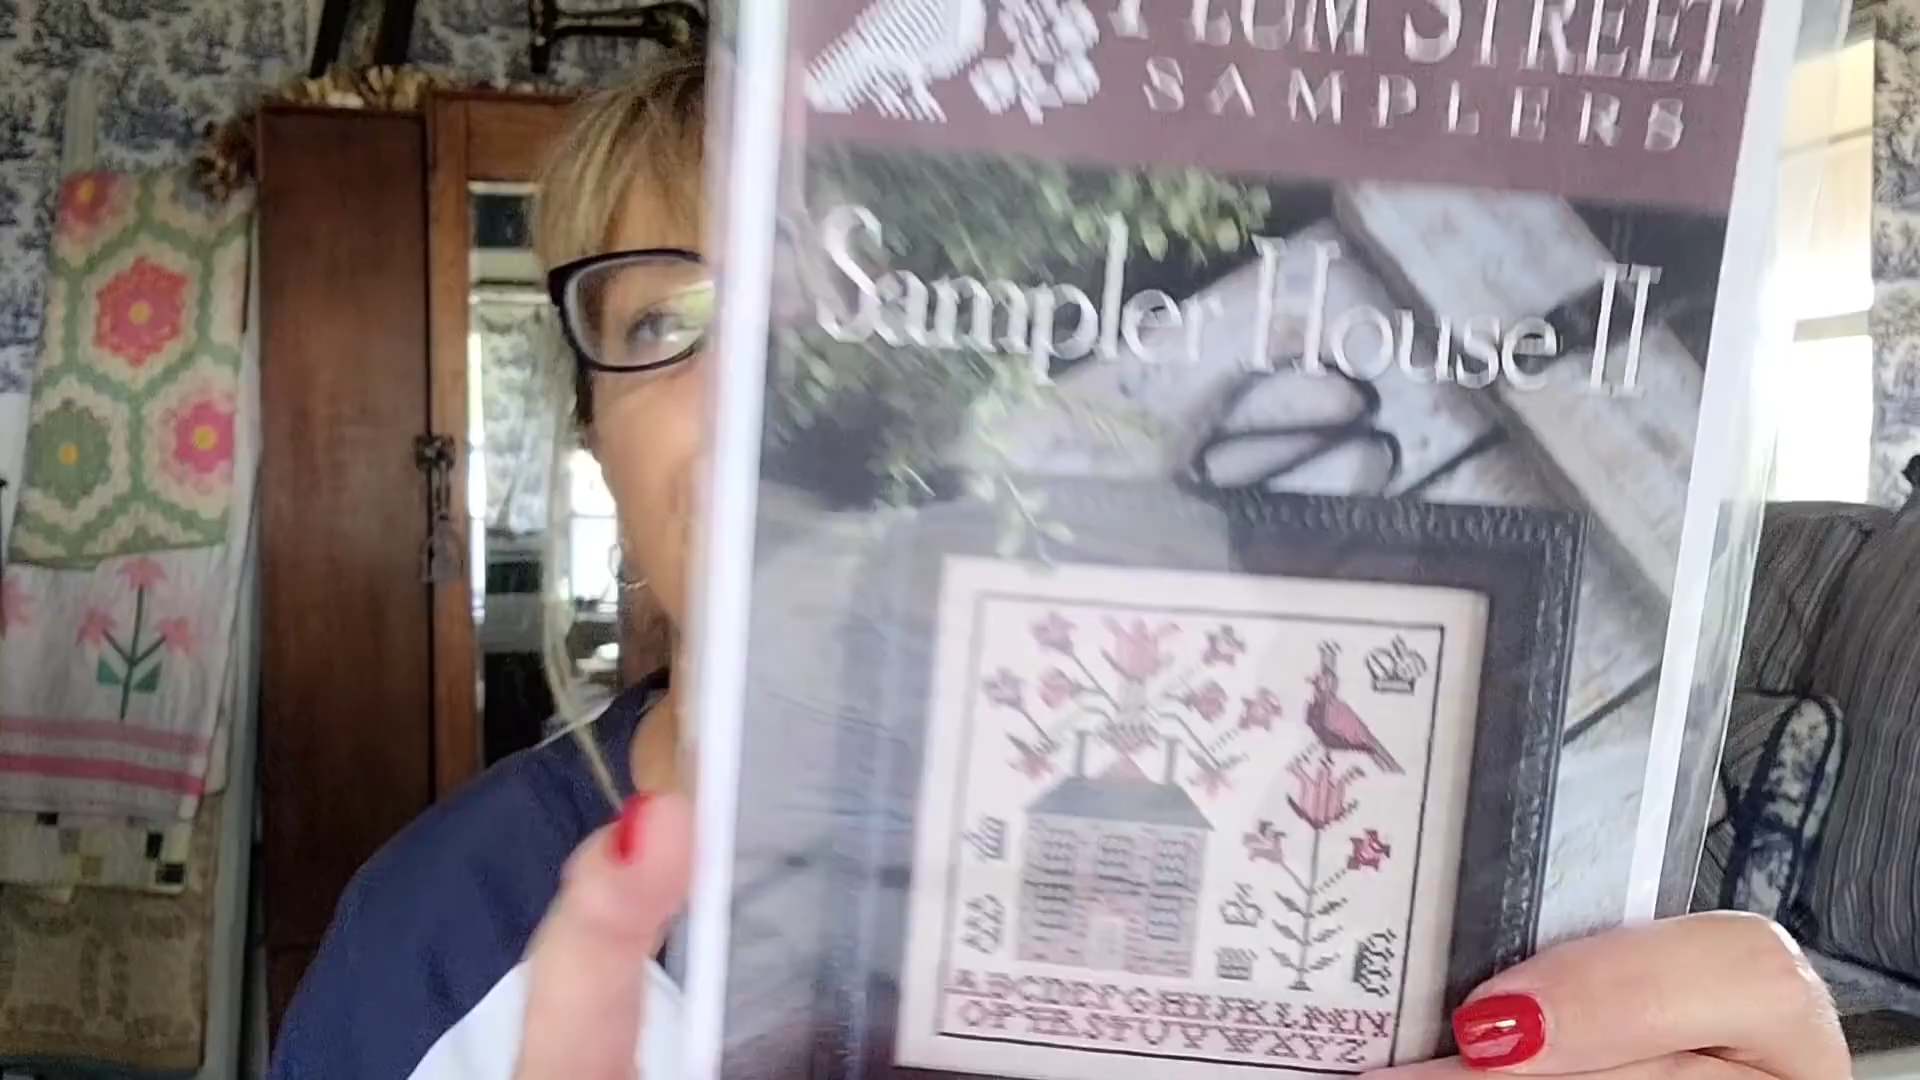 PLUM STREET
SAMPLERS
Sampler House II
ABCDEFGHIJKLMN
OPQRSTUVWXYZ